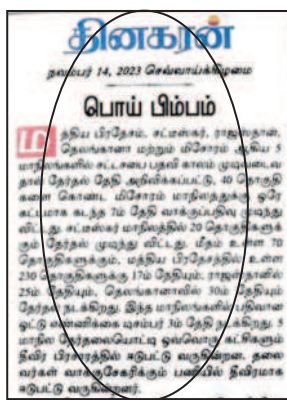 தினகரன்
நவம்பர் 14, 2023 செவ்வாய்க்கிழமை
பொய் பிம்பம்
மத்திய பிரதேசம், சட்டீஸ்கர், ராஜஸ்தான்,
தெலங்கானா மற்றும் மிசோரம் ஆகிய 5
மாநிலங்களில் சட்டசபை பதவி காலம் முடிவடைவ
தால் தேர்தல் தேதி அறிவிக்கப்பட்டு, 40 தொகுதி
களை கொண்ட மிசோரம் மாநிலத்துக்கு ஒரே
கட்டமாக கடந்த 7ம் தேதி வாக்குப்பதிவு முடிந்து
விட்டது. சட்டீஸ்கர் மாநிலத்தில் 20 தொகுதிகளுக்
கும் தேர்தல் முடிந்து விட்டது. மீதம் உள்ள 70
தொகுதிகளுக்கும், மத்திய பிரதேசத்தில் உள்ள
230 தொகுதிகளுக்கு 17ம் தேதியும், ராஜஸ்தானில்
25ம் தேதியும், தெலங்கானாவில் 30ம் தேதியும்
தேர்தல் நடக்கிறது. இந்த மாநிலங்களில் பதிவான
ஓட்டு எண்ணிக்கை டிசம்பர் 3ம் தேதி நடக்கிறது. 5
மாநில தேர்தலையொட்டி ஒவ்வொரு கட்சிகளும்
தீவிர பிரசாரத்தில் ஈடுபட்டு வருகின்றன. தலை
வர்கள் வாக்குசேகரிக்கும் பணியில் தீவிரமாக
ஈடுபட்டு வருகின்றனர்.